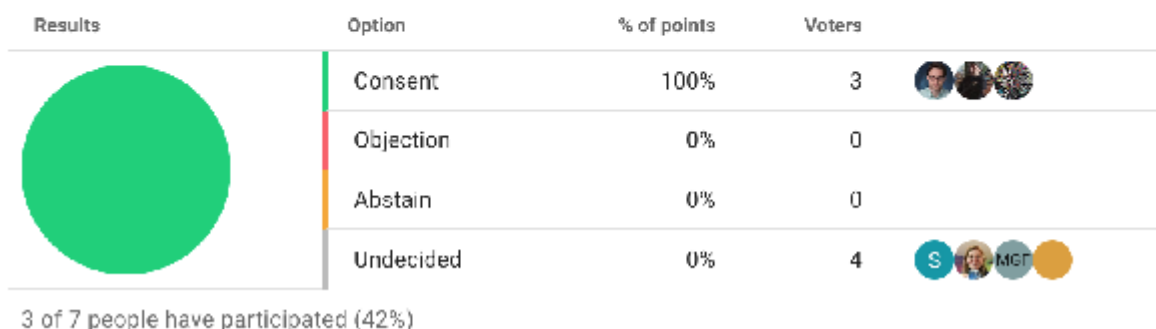 Results Option % of points Voters
Consent 100% 3
Objection 0% 0
Abstain 0% 0
Undecided 0% 4 S MGF
3 of 7 people have participated (42%)